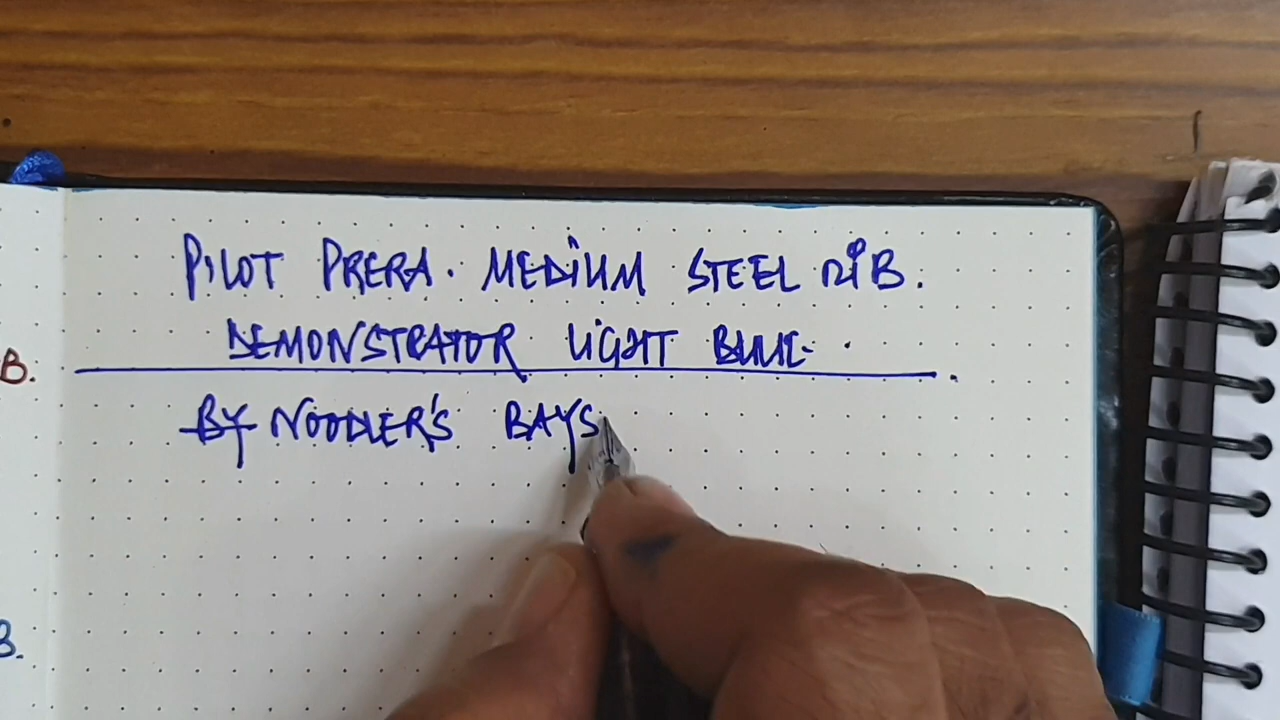 PILOT PRERA. MEDIUM STEEL NIB.
DEMONSTRATOR LIGHT BLUE.
BY NOODLER'S BAYS
B.
B.